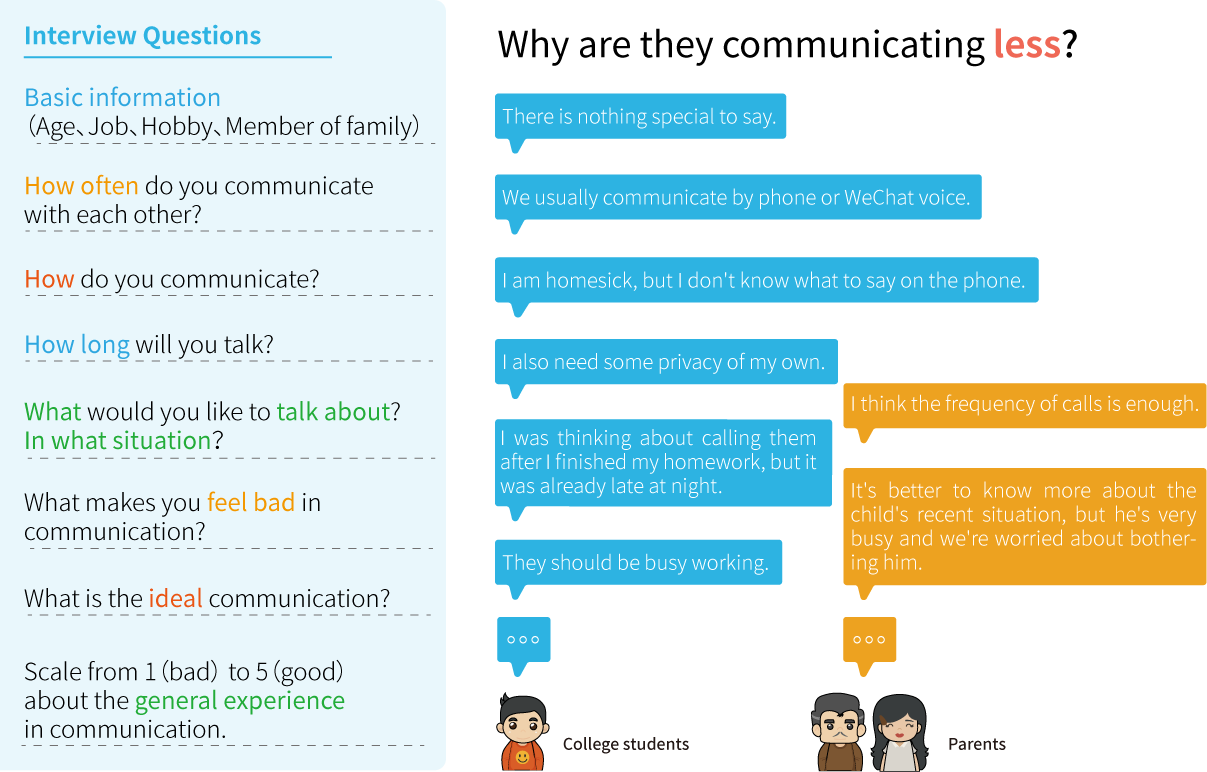 Interview Questions
Basic information
（Age、Job、Hobby、Member of family）
How often do you communicate
with each other?
How do you communicate?
How long will you talk?
What would you like to talk about?
In what situation？
What makes you feel bad in
communication?
What is the ideal communication?
Scale from 1（bad） to 5（good）
about the general experience
in communication.
Why are they communicating less?
There is nothing special to say.
We usually communicate by phone or WeChat voice.
I am homesick, but I don't know what to say on the phone.
I also need some privacy of my own.
I was thinking about calling them
after I finished my homework, but it
was already late at night.
They should be busy working.
College students
I think the frequency of calls is enough.
It's better to know more about the
child's recent situation, but he's very
busy and we're worried about bother-
ing him.
Parents